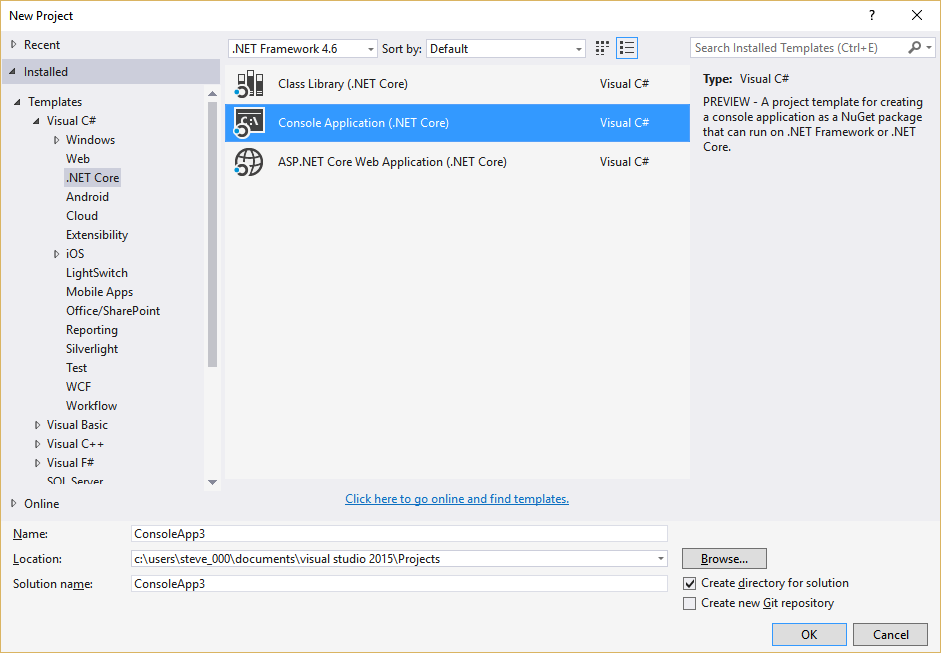 New Project
?
Recent
.NET Framework 4.6
Sort by:
Default
Search Installed Templates (Ctrl+E)
Installed
Templates
Visual C#
Windows
Web
.NET Core
Android
Cloud
Extensibility
iOS
LightSwitch
Mobile Apps
Office/SharePoint
Reporting
Silverlight
Test
WCF
Workflow
Visual Basic
Visual C++
Visual F#
SQL Server
Online
Class Library (.NET Core) Visual C#
C:\ Console Application (.NET Core) Visual C#
ASP.NET Core Web Application (.NET Core) Visual C#
Click here to go online and find templates.
Type: Visual C#
PREVIEW - A project template for creating
a console application as a NuGet package
that can run on .NET Framework or .NET
Core.
Name: ConsoleApp3
Location: c:\users\steve_000\documents\visual studio 2015\Projects
Browse...
Solution name: ConsoleApp3
Create directory for solution
Create new Git repository
OK
Cancel